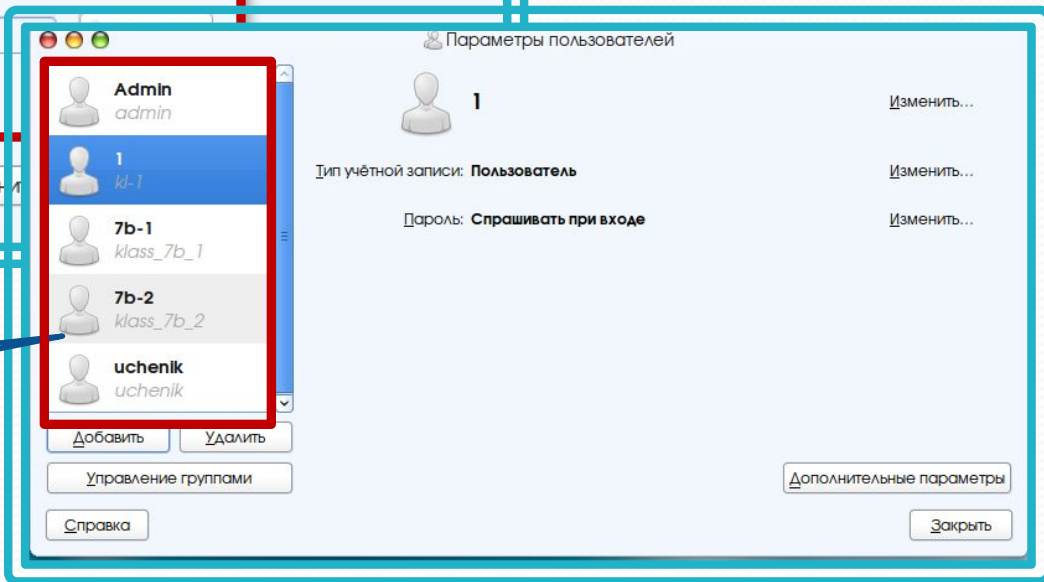 Параметры пользователей
Admin
admin
1
kl-1
7b-1
klass_7b_1
7b-2
klass_7b_2
uchenik
uchenik
1
Изменить...
Тип учётной записи: Пользователь
Изменить...
Пароль: Спрашивать при входе
Изменить...
Добавить
Удалить
Управление группами
Дополнительные параметры
Справка
Закрыть